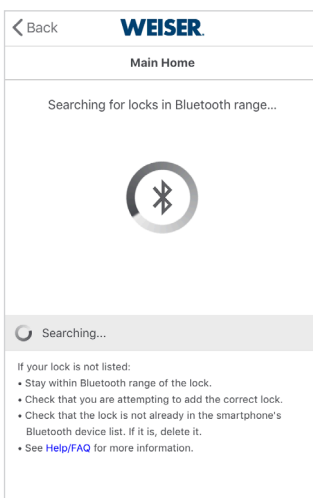 Back
WEISER.
Main Home
Searching for locks in Bluetooth range...
Searching...
If your lock is not listed:
• Stay within Bluetooth range of the lock.
• Check that you are attempting to add the correct lock.
• Check that the lock is not already in the smartphone's
Bluetooth device list. If it is, delete it.
• See Help/FAQ for more information.